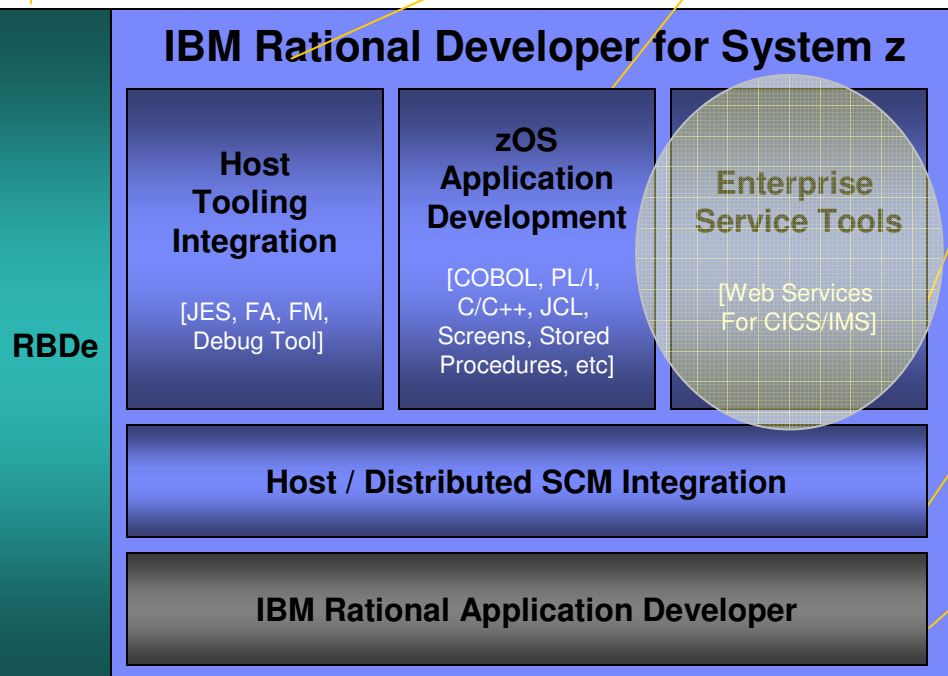 IBM Rational Developer for System z
Host
Tooling
Integration
[JES, FA, FM,
Debug Tool]
zOS
Application
Development
[COBOL, PL/I,
C/C++, JCL,
Screens, Stored
Procedures, etc]
Enterprise
Service Tools
[Web Services
For CICS/IMS]
RBDe
Host / Distributed SCM Integration
IBM Rational Application Developer